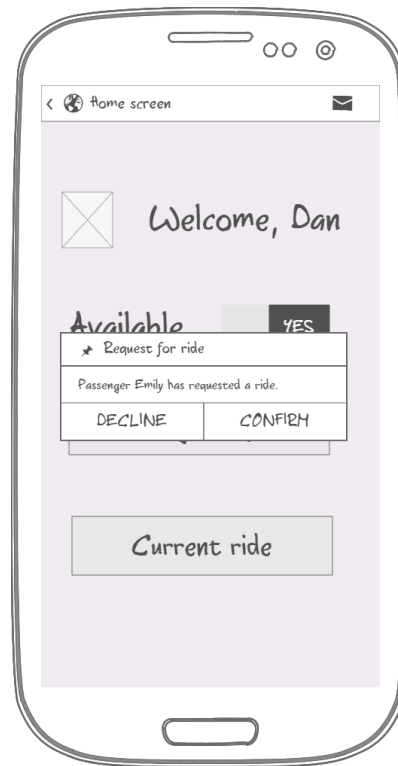 Home screen
Welcome, Dan
Available
YES
Request for ride
Passenger Emily has requested a ride.
DECLINE
CONFIRM
Current ride